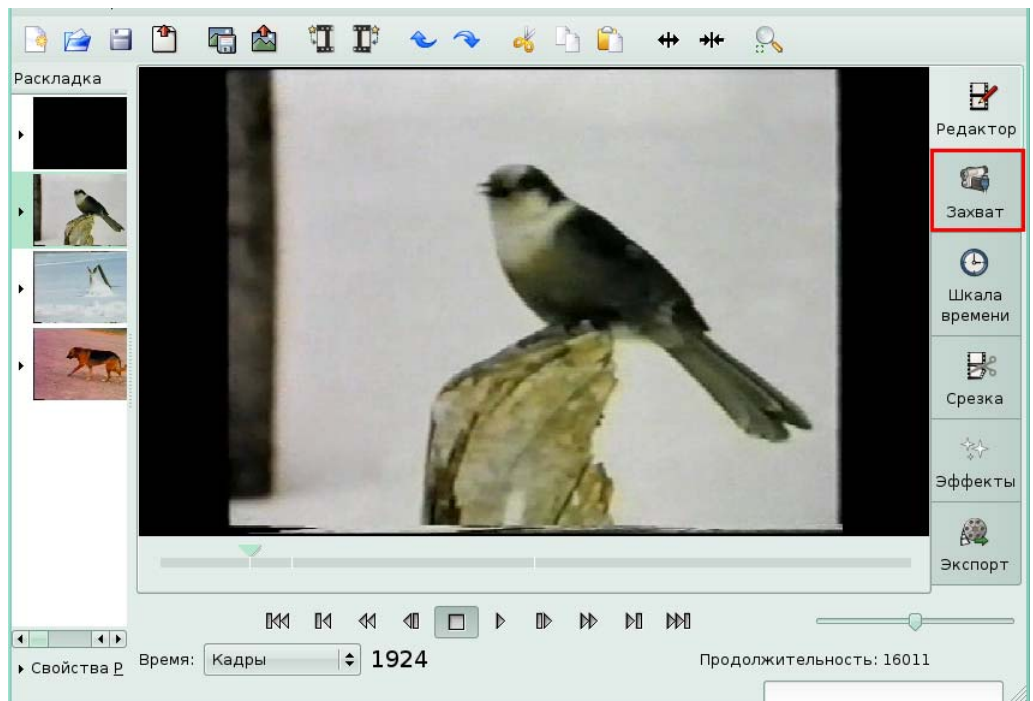 Раскладка
Редактор
Захват
Шкала
времени
Срезка
Эффекты
Экспорт
Время: Кадры 1924 Продолжительность: 16011
Свойства Р